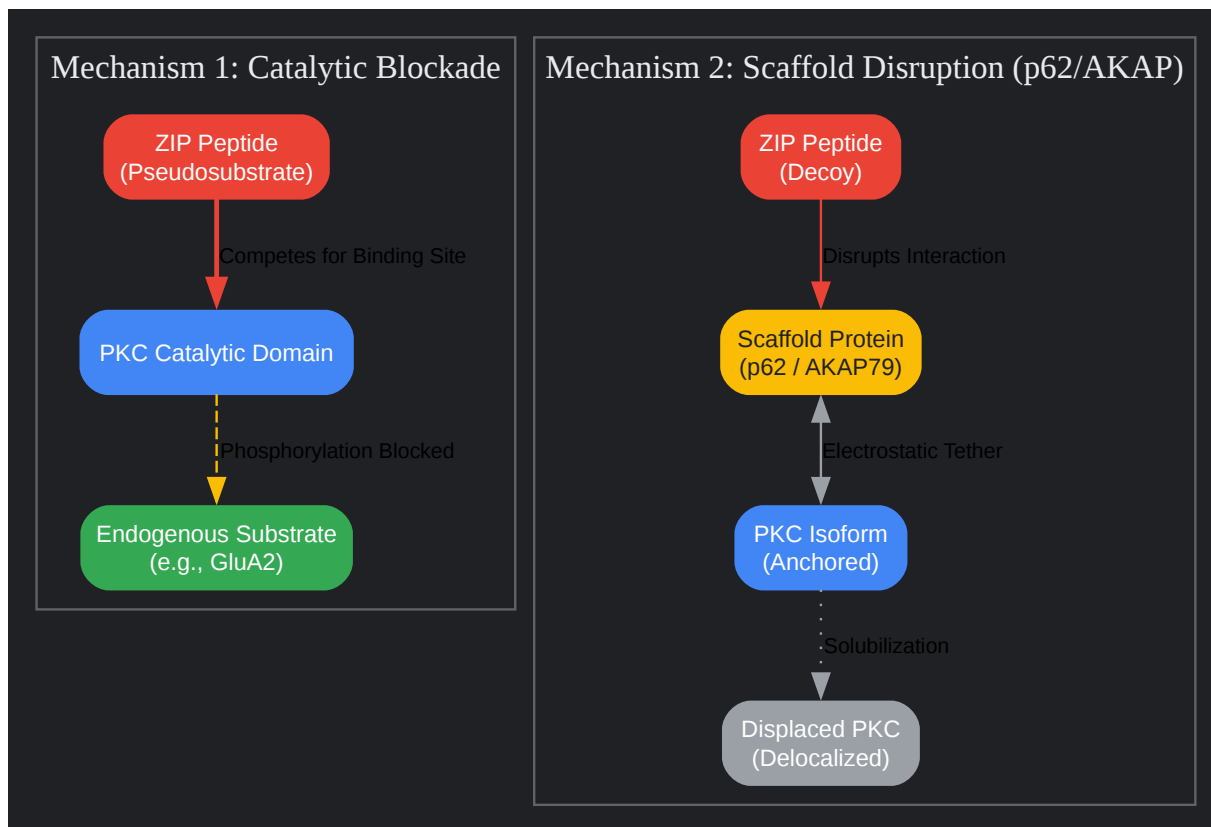 Mechanism 1: Catalytic Blockade
ZIP Peptide
(Pseudosubstrate)
Competes for Binding Site
PKC Catalytic Domain
Phosphorylation Blocked
Endogenous Substrate
(e.g., GluA2)
Mechanism 2: Scaffold Disruption (p62/AKAP)
ZIP Peptide
(Decoy)
Disrupts Interaction
Scaffold Protein
(p62 / AKAP79)
Electrostatic Tether
PKC Isoform
(Anchored)
Solubilization
Displaced PKC
(Delocalized)